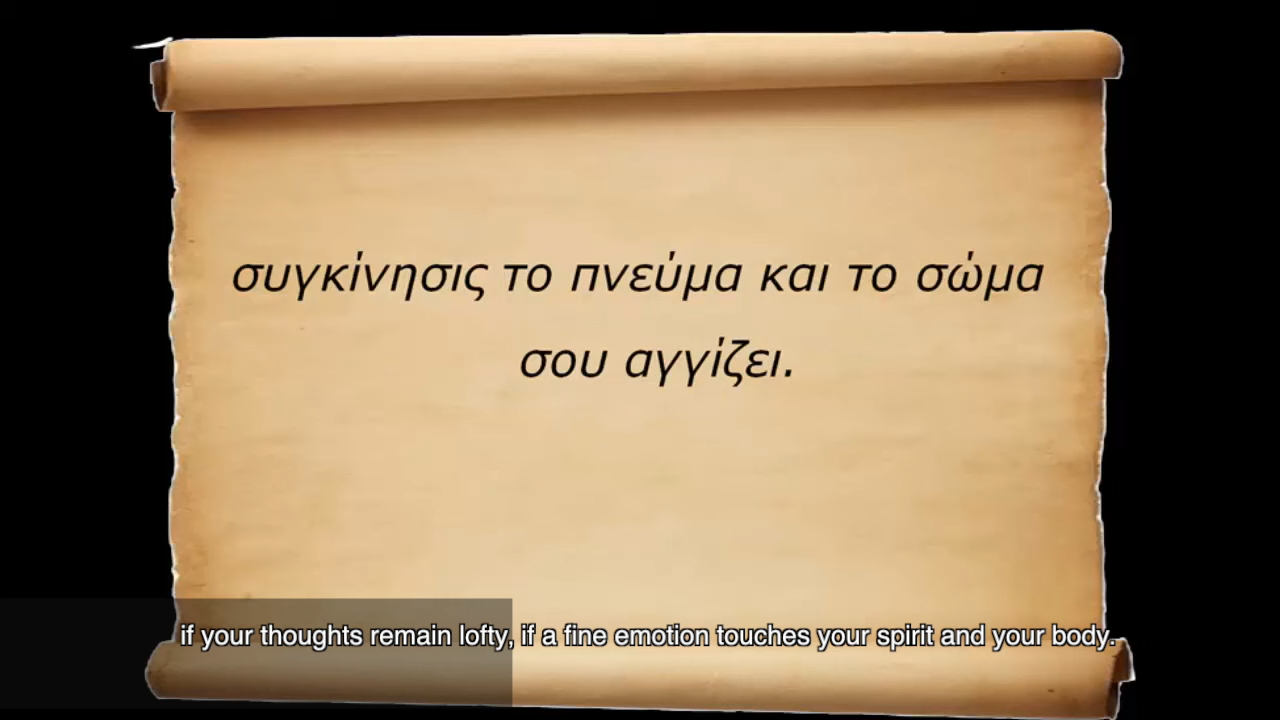 συγκίνησις το πνεύμα και το σώμα
σου αγγίζει.
if your thoughts remain lofty, if a fine emotion touches your spirit and your body.